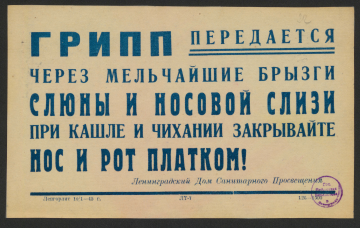 ГРИПП ПЕРЕДАЕТСЯ
ЧЕРЕЗ МЕЛЬЧАЙШИЕ БРЫЗГИ
СЛЮНЫ И НОСОВОЙ СЛИЗИ
ПРИ КАШЛЕ И ЧИХАНИИ ЗАКРЫВАЙТЕ
НОС И РОТ ПЛАТКОМ!
Ленинградский Дом Санитарного Просвещения